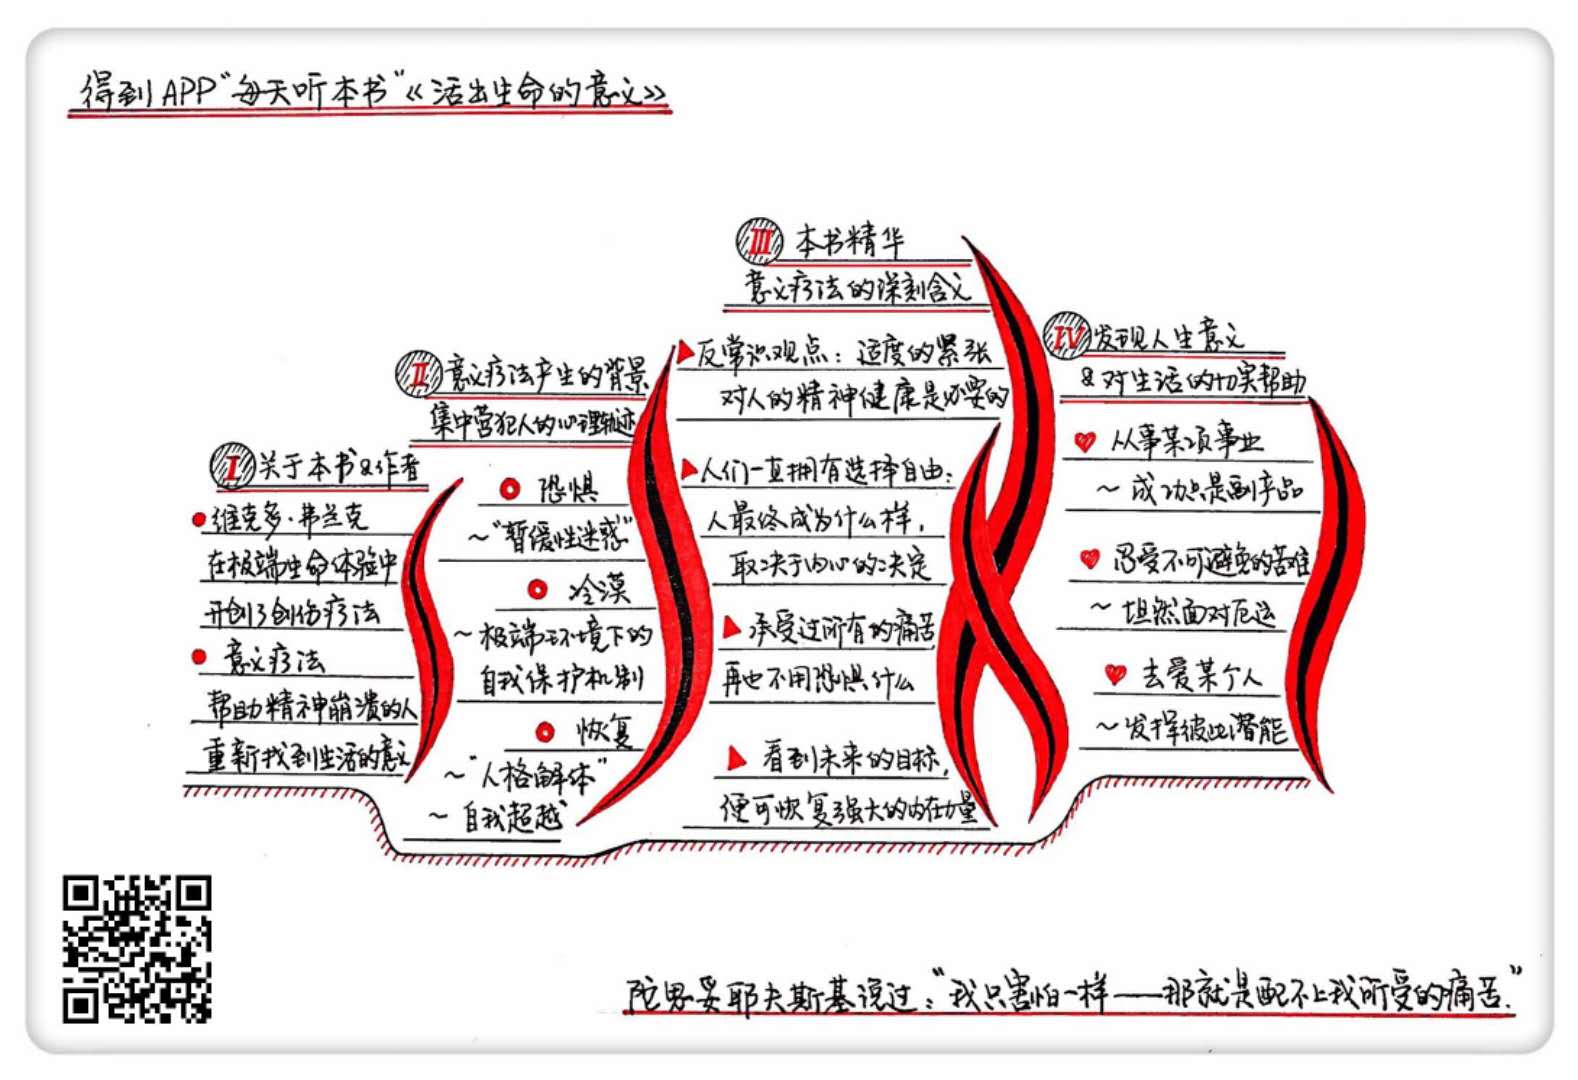 得到APP“每天听本书”《活出生命的意义》
I 关于本书&作者
维克多·弗兰克
在极端生命体验中
开创了创伤疗法
意义疗法
帮助精神崩溃的人
重新找到生活的意义
II 意义疗法产生的背景
集中营犯人的心理轨迹
恐惧
~“暂缓性迷惑”
冷漠
~极端环境下的
自我保护机制
恢复
~“人格解体”
~自我超越
III 本书精华
意义疗法的深刻含义
反常识观点：适度的紧张
对人的精神健康是必要的
人们一直拥有选择自由：
人最终成为什么样，
取决于内心的决定
承受过所有的痛苦，
再也不用恐惧什么
看到未来的目标，
便可恢复强大的内在力量
IV 发现人生意义
&对生活的切实帮助
从事某项事业
~成功只是副产品
忍受不可避免的苦难
~坦然面对厄运
去爱某个人
~发挥彼此潜能
陀思妥耶夫斯基说过：“我只害怕一样——那就是配不上我所受的痛苦.”